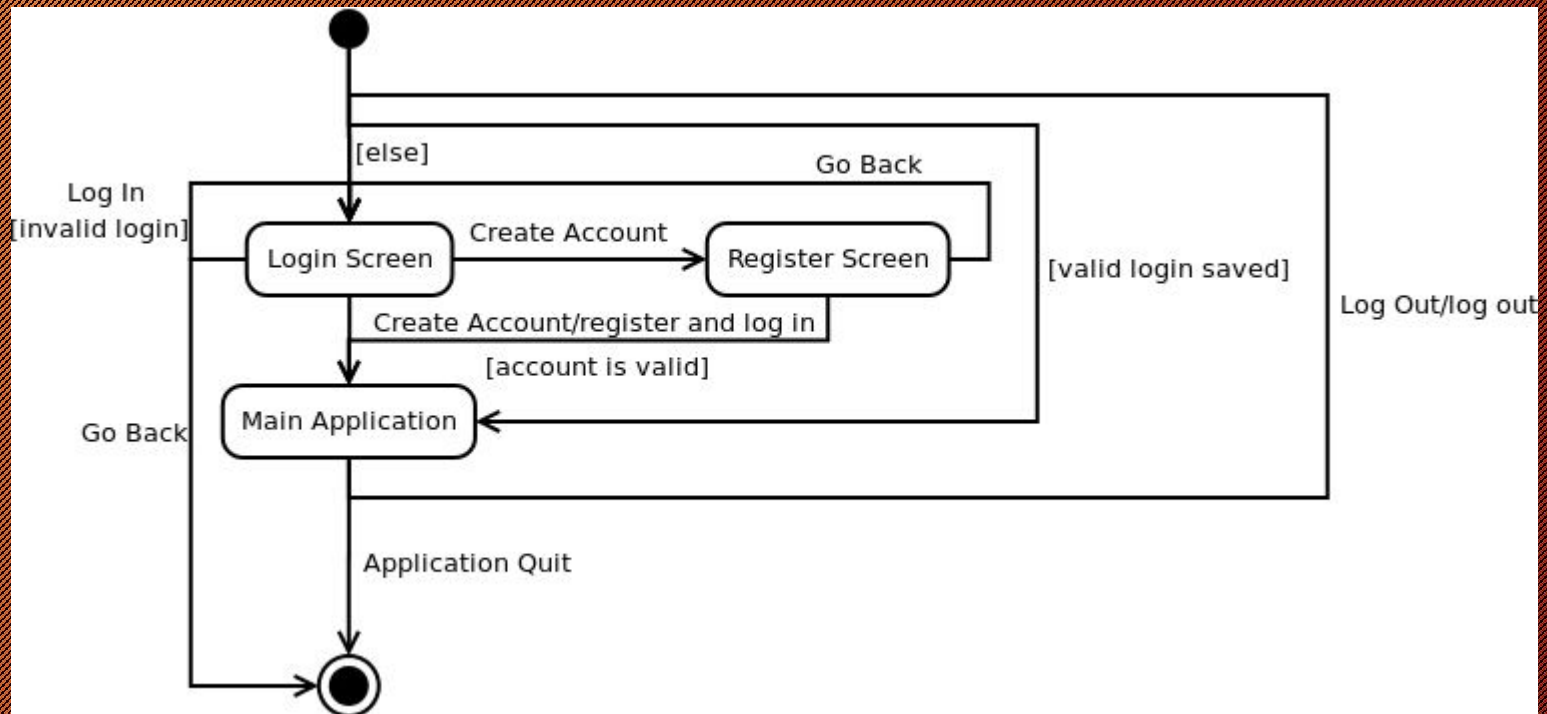 [else]
Go Back
Log In
[invalid login]
Create Account
Login Screen
Register Screen
[valid login saved]
Log Out/log out
Create Account/register and log in
[account is valid]
Main Application
Go Back
Application Quit